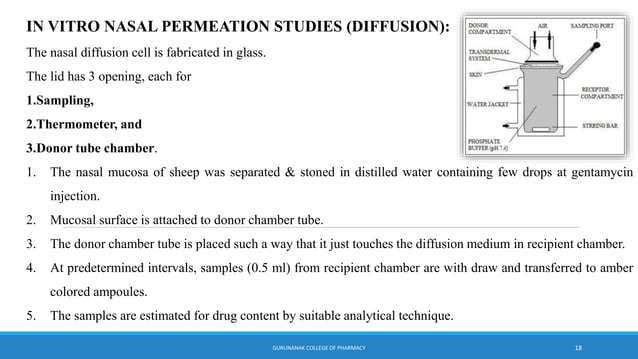 IN VITRO NASAL PERMEATION STUDIES (DIFFUSION):
The nasal diffusion cell is fabricated in glass.
The lid has 3 opening, each for
1.Sampling,
2.Thermometer, and
3.Donor tube chamber.
DONOR
COMPARTMENT
AIR
SAMPLING PORT
TRANSDERMAL
SYSTEM
SKIN
RECEPTOR
COMPARTMENT
WATER JACKET
STIRING BAR
PHOSPHATE
BUFFER (pH.7.4)
1. The nasal mucosa of sheep was separated & stoned in distilled water containing few drops at gentamycin
injection.
2. Mucosal surface is attached to donor chamber tube.
3. The donor chamber tube is placed such a way that it just touches the diffusion medium in recipient chamber.
4. At predetermined intervals, samples (0.5 ml) from recipient chamber are with draw and transferred to amber
colored ampoules.
5. The samples are estimated for drug content by suitable analytical technique.
GURUNANAK COLLEGE OF PHARMACY
18